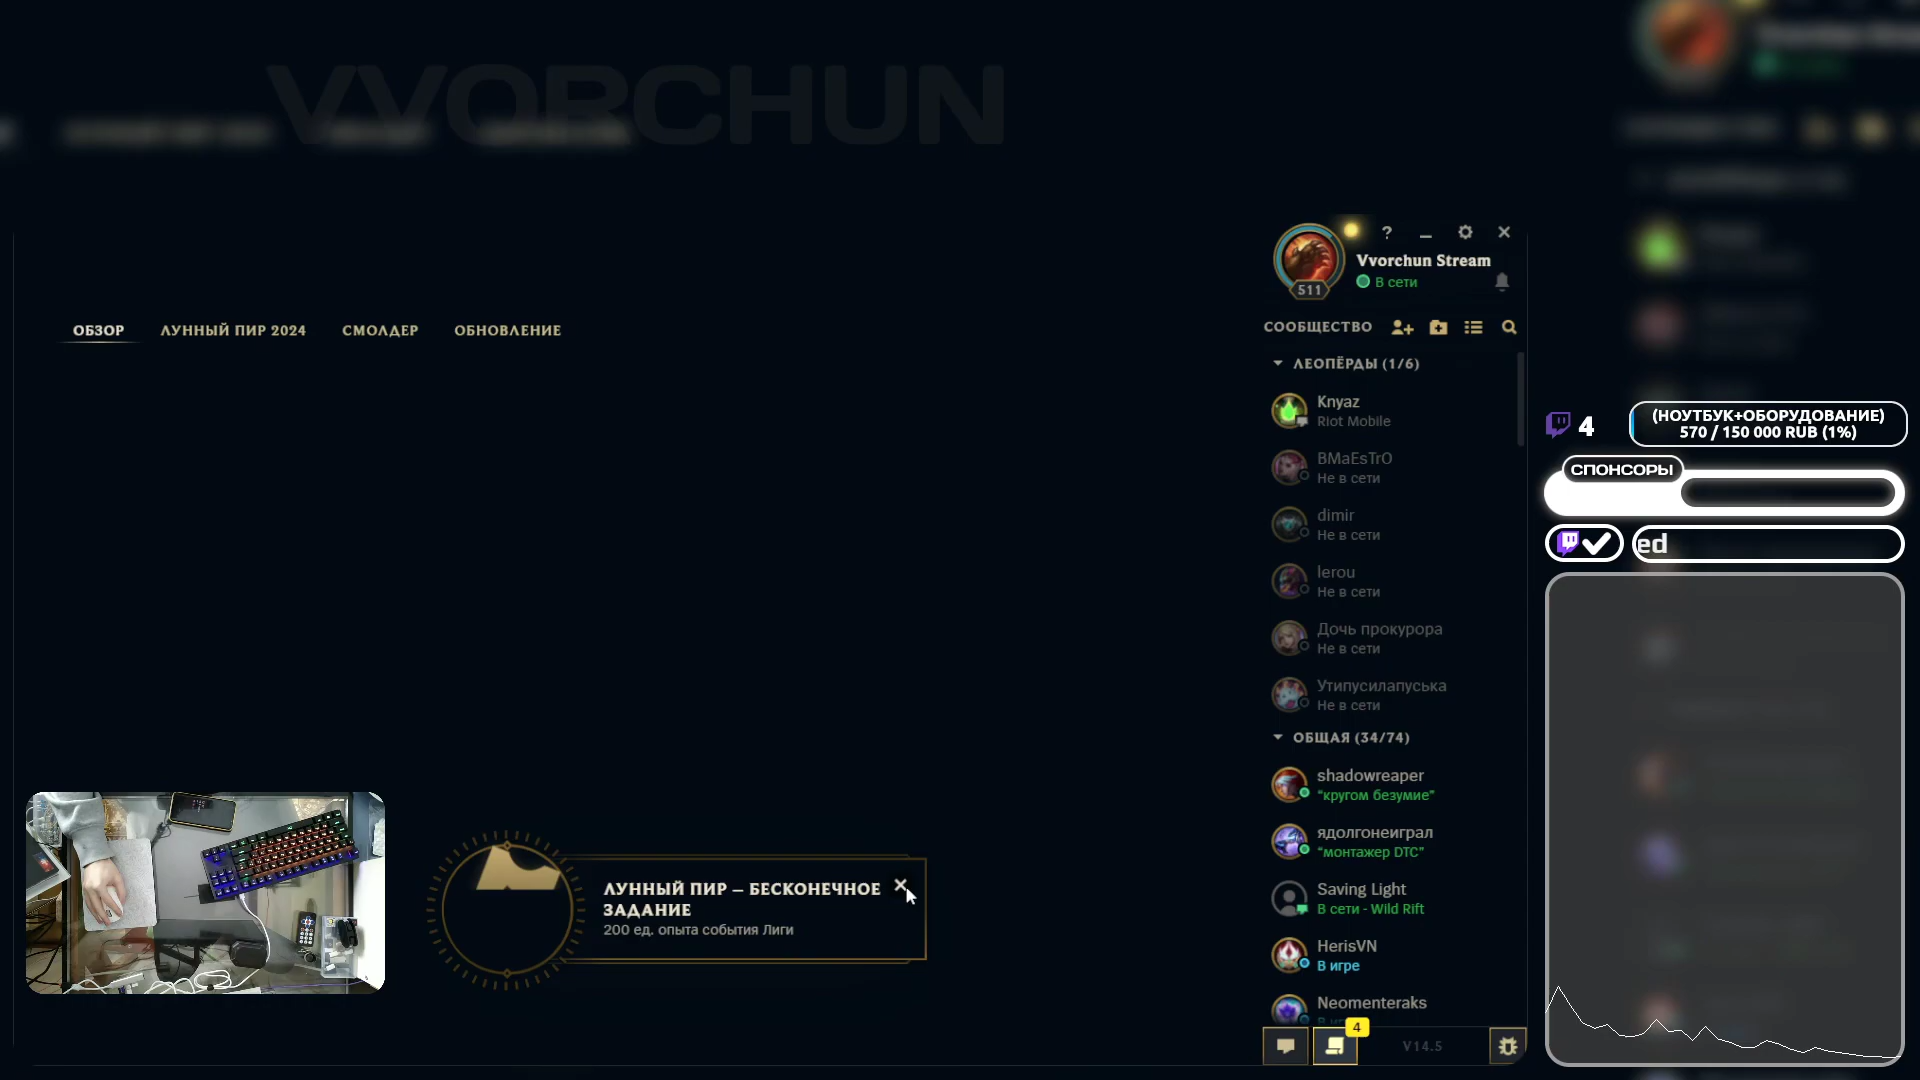 VVORCHUN
?
Vvorchun Stream
511
В сети
ОБЗОР
ЛУННЫЙ ПИР 2024
СМОЛДЕР
ОБНОВЛЕНИЕ
СООБЩЕСТВО
ЛЕОПЁРДЫ (1/6)
Knyaz
Riot Mobile
BMaEsTrO
Не в сети
dimir
Не в сети
lerou
Не в сети
Дочь прокурора
Не в сети
Утипусилапуська
Не в сети
ОБЩАЯ (34/74)
shadowreaper
"кругом безумие"
ядолгонеиграл
"монтажер DTC"
Saving Light
В сети - Wild Rift
HerisVN
В игре
Neomenteraks
4
V14.5
4
(НОУТБУК+ОБОРУДОВАНИЕ)
570 / 150 000 RUB (1%)
СПОНСОРЫ
ed
ЛУННЫЙ ПИР – БЕСКОНЕЧНОЕ
ЗАДАНИЕ
200 ед. опыта события Лиги